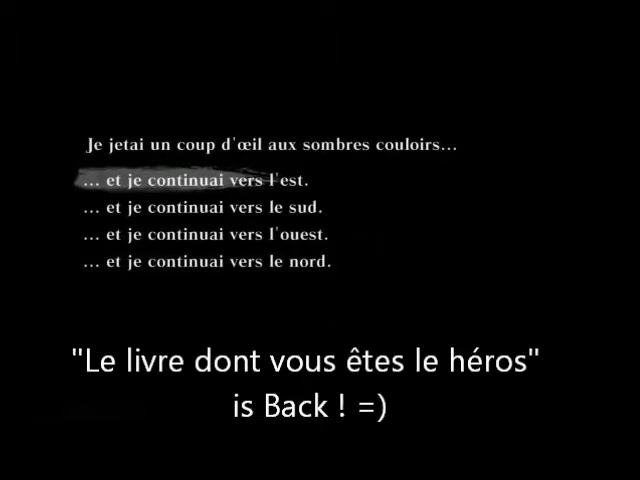 Je jetai un coup d'œil aux sombres couloirs...
... et je continuai vers l'est.
... et je continuai vers le sud.
... et je continuai vers l'ouest.
... et je continuai vers le nord.
"Le livre dont vous êtes le héros"
is Back ! =)